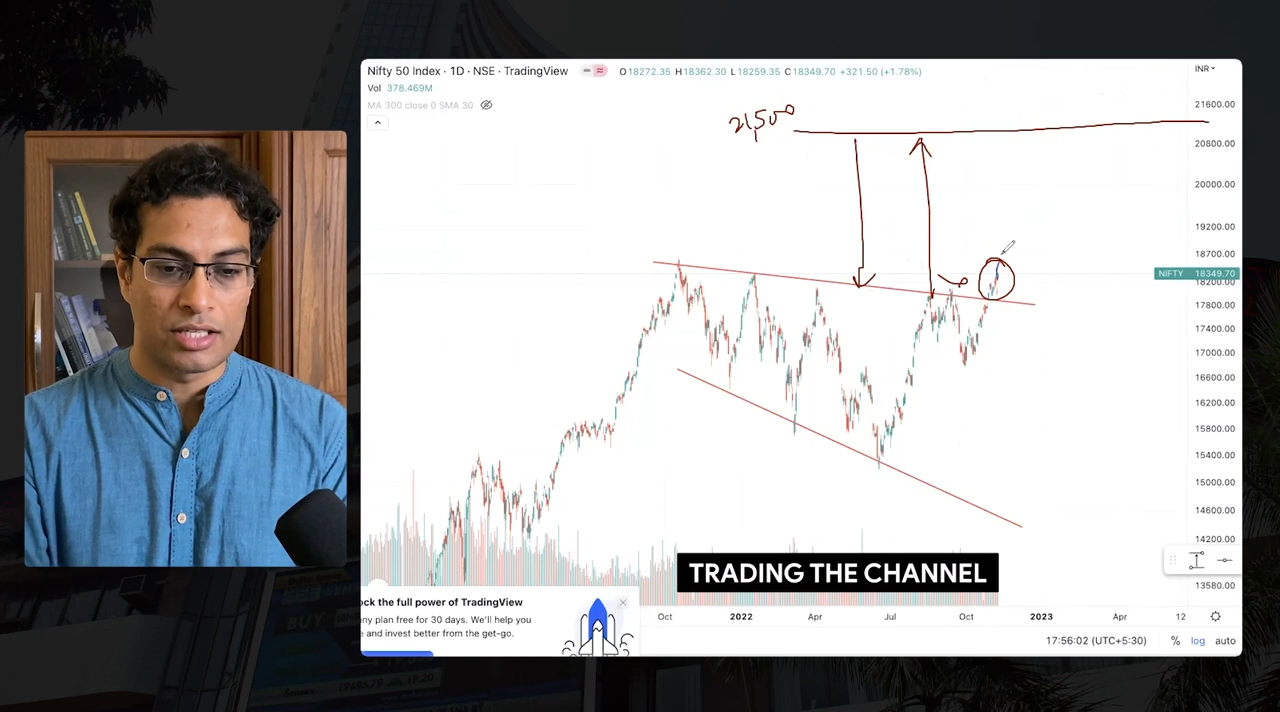 Nifty 50 Index · 1D · NSE · TradingView O18272.35 H18362.30 L18259.35 C18349.70 +321.50 (+1.78%)
INR
Vol 378.469M
MA 300 close 0 SMA 30
21,500
21600.00
20800.00
20000.00
19200.00
18700.00
NIFTY 18349.70
18200.00
17800.00
17400.00
17000.00
16600.00
16200.00
15800.00
15400.00
15000.00
14600.00
14200.00
13580.00
TRADING THE CHANNEL
ock the full power of TradingView
ny plan free for 30 days. We'll help you
e and invest better from the get-go.
Oct 2022 Apr Jul Oct 2023 Apr 12
17:56:02 (UTC+5:30) % log auto
BUY